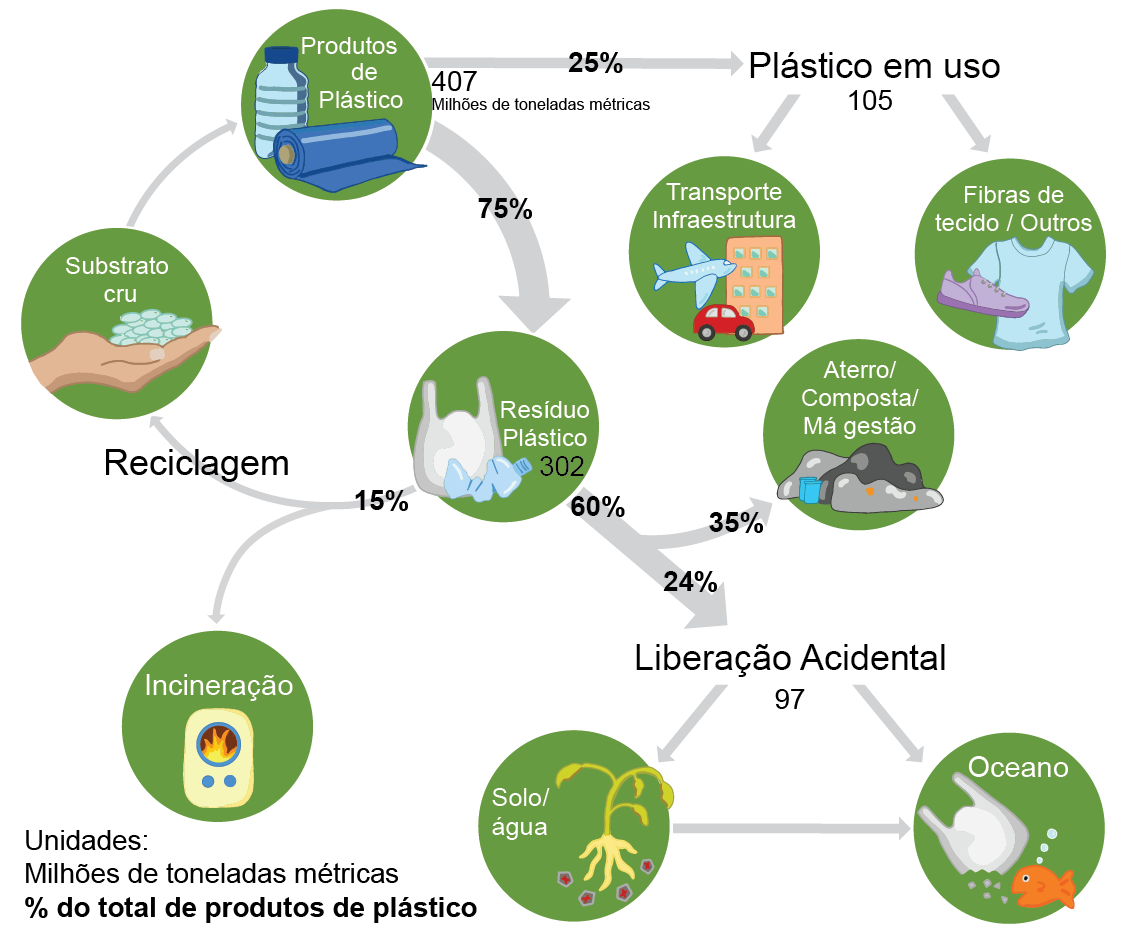 Produtos
de
Plástico
25%
407
Milhões de toneladas métricas
Plástico em uso
105
75%
Transporte
Infraestrutura
Fibras de
tecido / Outros
Substrato
cru
Resíduo
Plástico
302
Aterro/
Composta/
Má gestão
Reciclagem
15%
60%
35%
24%
Liberação Acidental
97
Incineração
Solo/
água
Oceano
Unidades:
Milhões de toneladas métricas
% do total de produtos de plástico